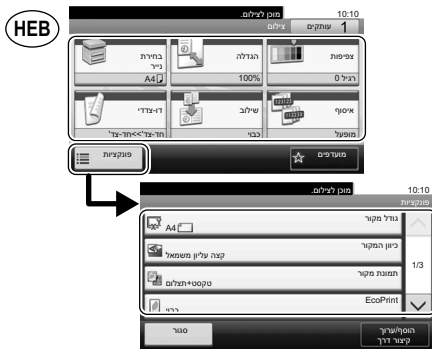 HEB
מוכן לצילום.
10:10
צילום
עותקים 1
צפיפות
רגיל 0
הגדלה
100%
בחירת
נייר
A4
איסוף
מופעל
שילוב
כבוי
דו-צדדי
חד-צד'>>חד-צד'
מועדפים
פונקציות
מוכן לצילום.
10:10
פונקציות
גודל מקור
A4
כיוון המקור
קצה עליון משמאל
תמונת מקור
טקסט+תצלום
EcoPrint
כבוי
1/3
סגור
הוסף/ערוך
קיצור דרך